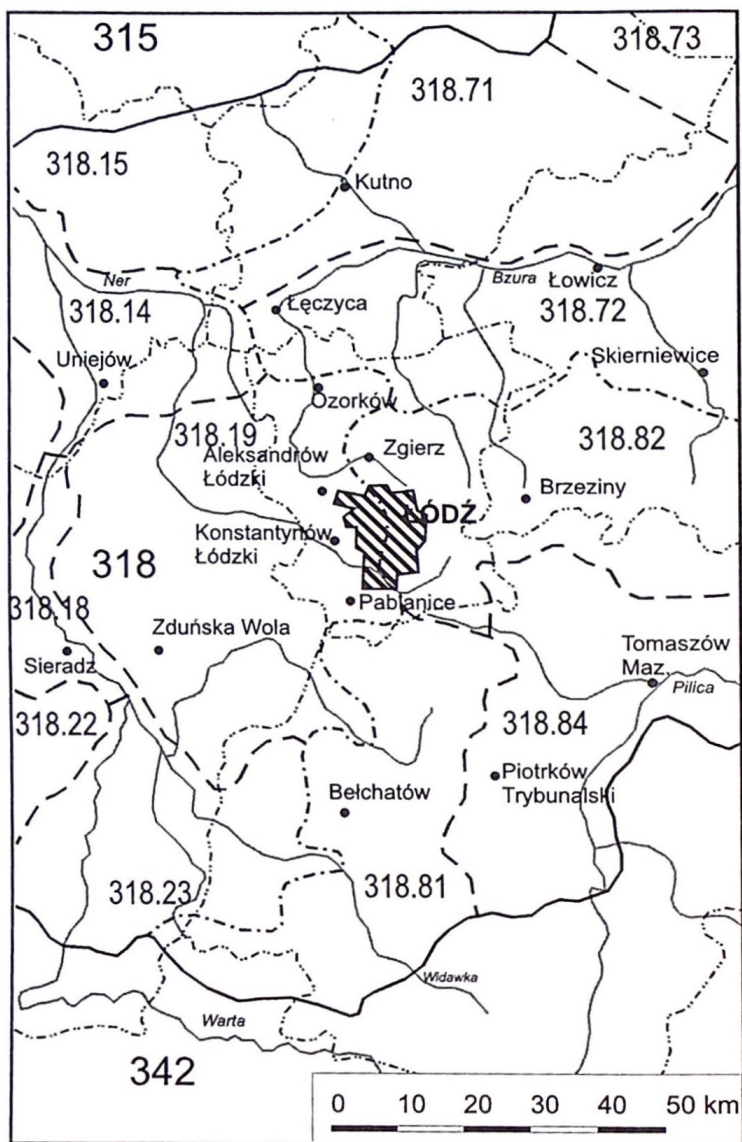 315
318.73
318.71
318.15
Kutno
Ner
Bzura
Łowicz
318.14
Łęczyca
318.72
Uniejów
Skierniewice
Ozorków
318.19
318.82
Zgierz
Aleksandrów
Łódzki
Brzeziny
ŁÓDŹ
Konstantynów
Łódzki
318
318.18
Pabianice
Zduńska Wola
Sieradz
Tomaszów
Maz.
Pilica
318.22
318.84
Piotrków
Trybunalski
Bełchatów
318.23
318.81
Widawka
Warta
342
0 10 20 30 40 50 km